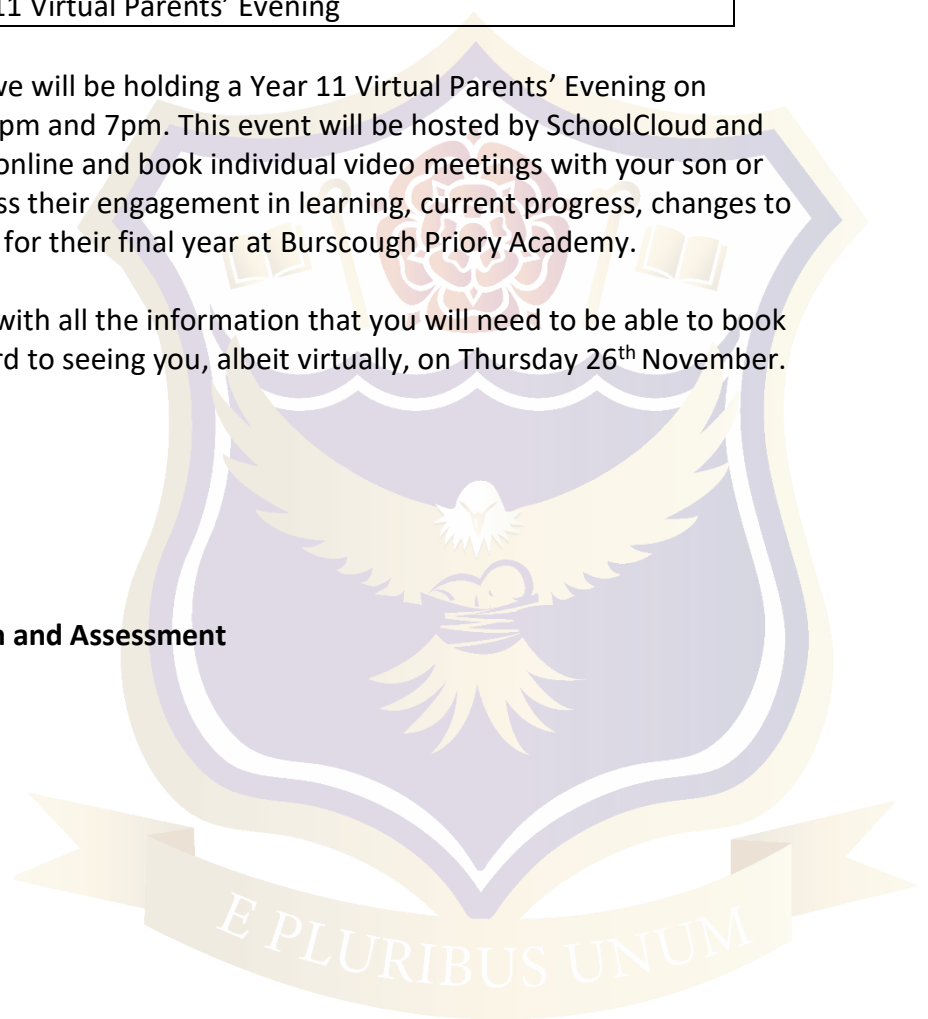 11 Virtual Parents’ Evening
we will be holding a Year 11 Virtual Parents’ Evening on
pm and 7pm. This event will be hosted by SchoolCloud and
online and book individual video meetings with your son or
ss their engagement in learning, current progress, changes to
for their final year at Burscough Priory Academy.
with all the information that you will need to be able to book
rd to seeing you, albeit virtually, on Thursday 26th November.
n and Assessment
E PLURIBUS UNUM